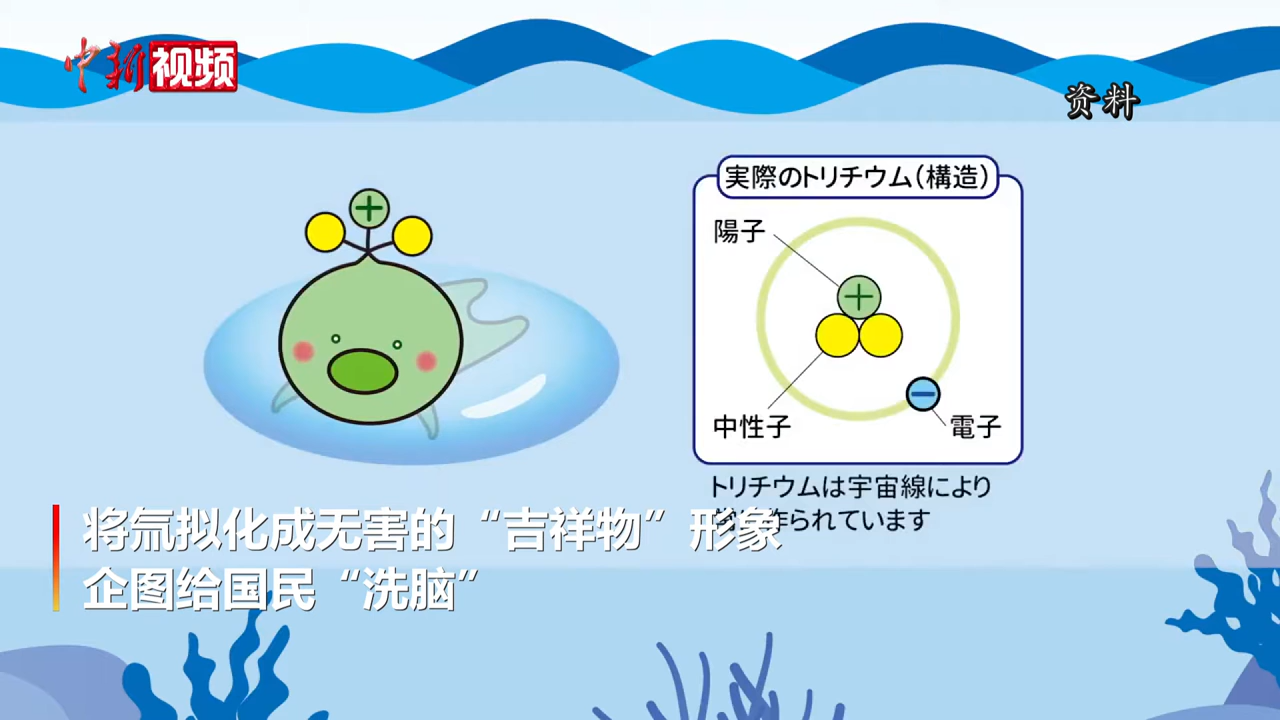 中新视频
资料
実際のトリチウム(構造)
陽子
中性子
電子
トリチウムは宇宙線により
作られています
将氚拟化成无害的“吉祥物”形象
企图给国民“洗脑”